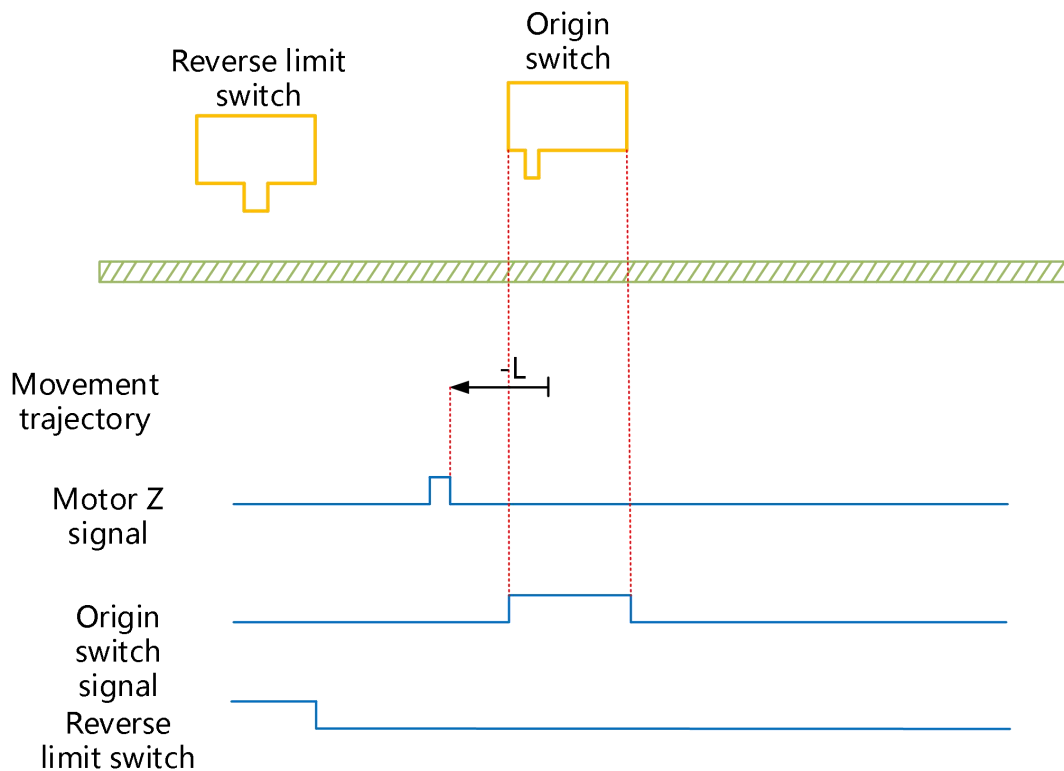 Origin
switch
Reverse limit
switch
-L
Movement
trajectory
Motor Z
signal
Origin
switch
signal
Reverse
limit switch